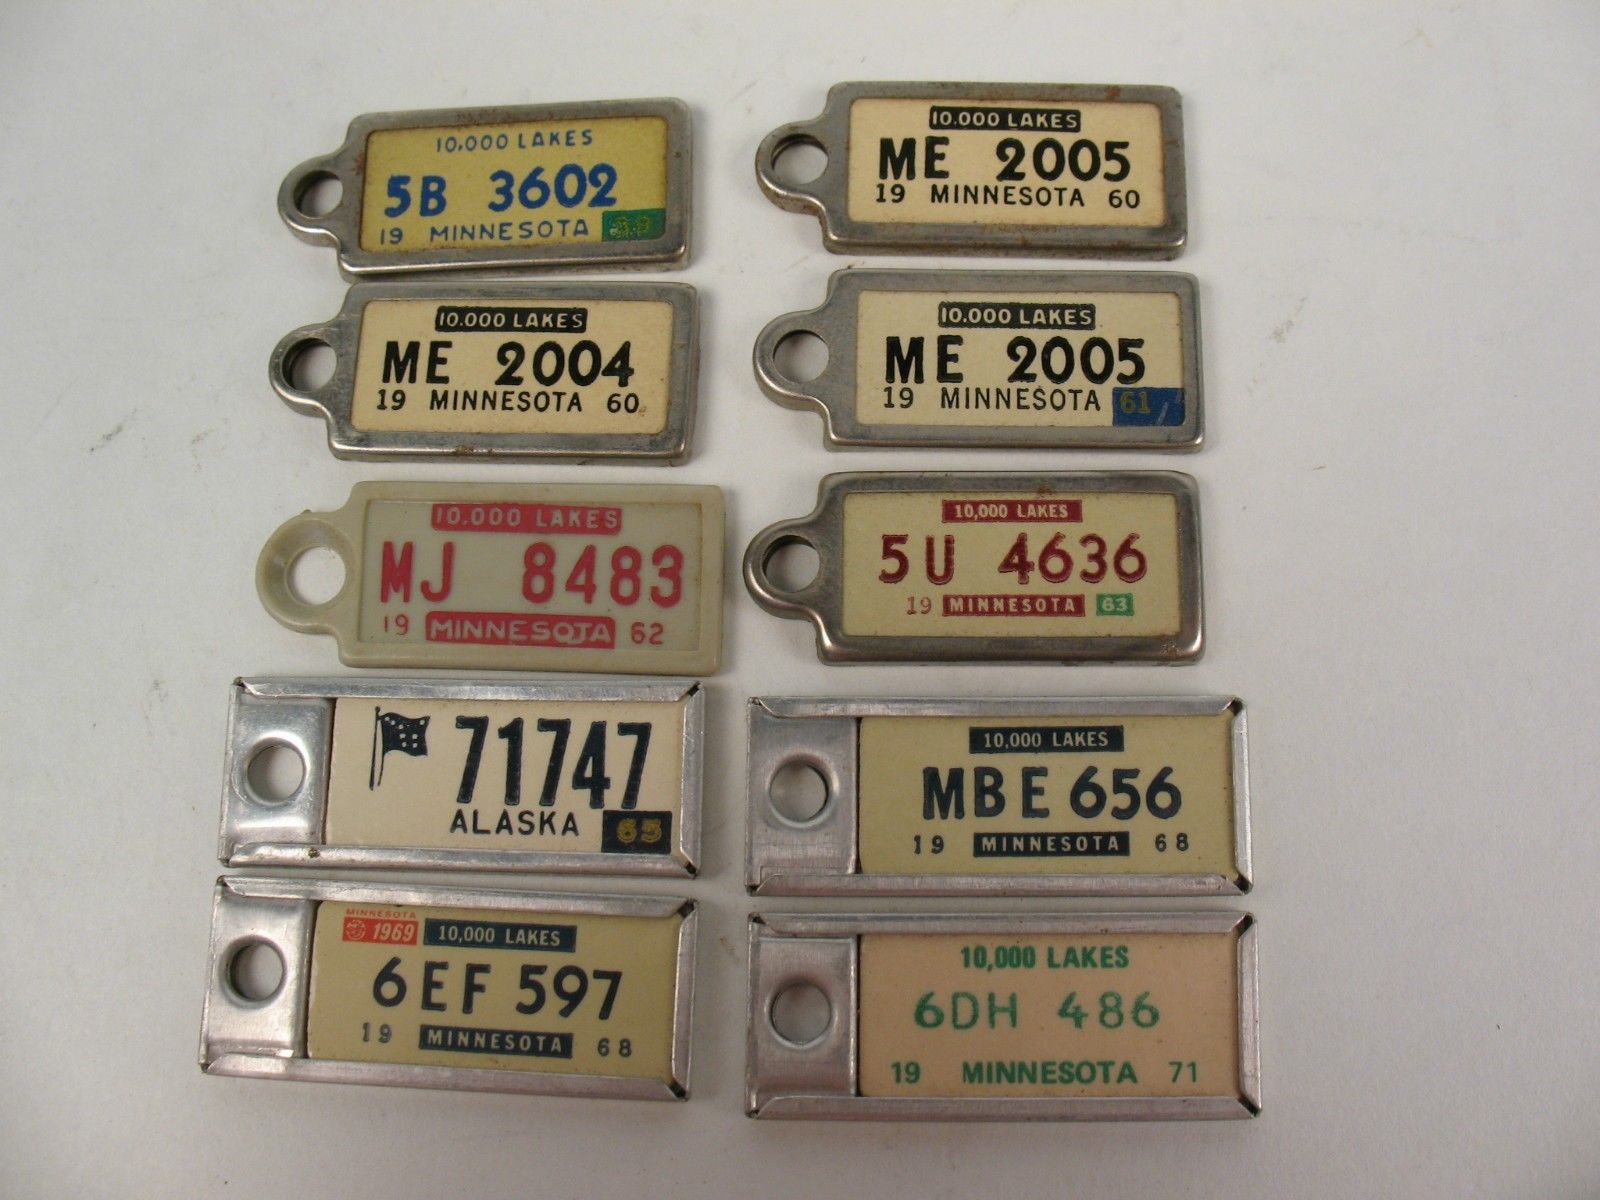 10,000 LAKES
5B 3602
19 MINNESOTA
10.000 LAKES
ME 2005
19 MINNESOTA 60
10.000 LAKES
ME 2004
19 MINNESOTA 60
10.000 LAKES
ME 2005
19 MINNESOTA 61
10,000 LAKES
MJ 8483
19 MINNESOTA 62
10,000 LAKES
5U 4636
19 MINNESOTA 63
71747
ALASKA 65
10,000 LAKES
MBE 656
19 MINNESOTA 68
MINNESOTA
1969 10,000 LAKES
6EF 597
19 MINNESOTA 68
10,000 LAKES
6DH 486
19 MINNESOTA 71